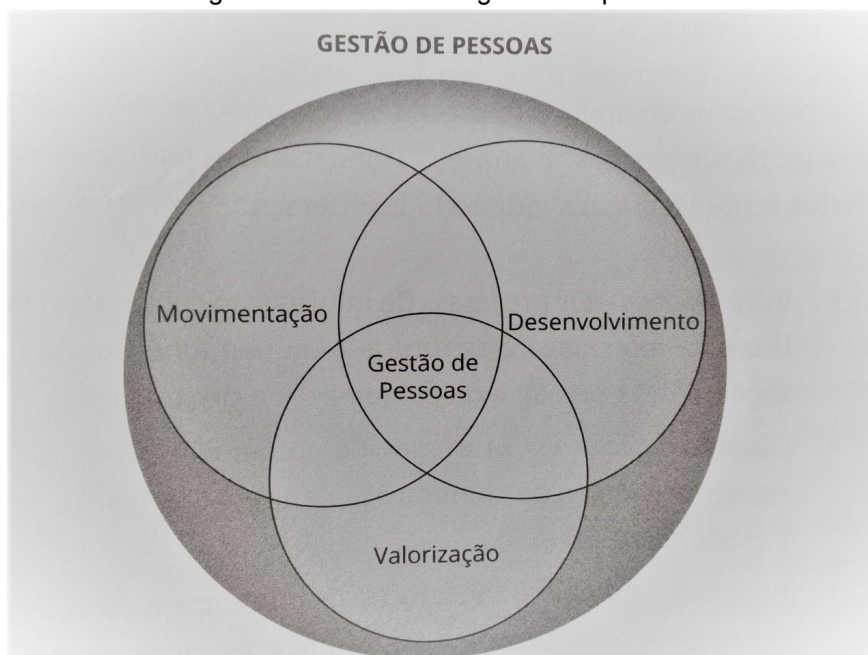 GESTÃO DE PESSOAS
Movimentação
Desenvolvimento
Gestão de
Pessoas
Valorização